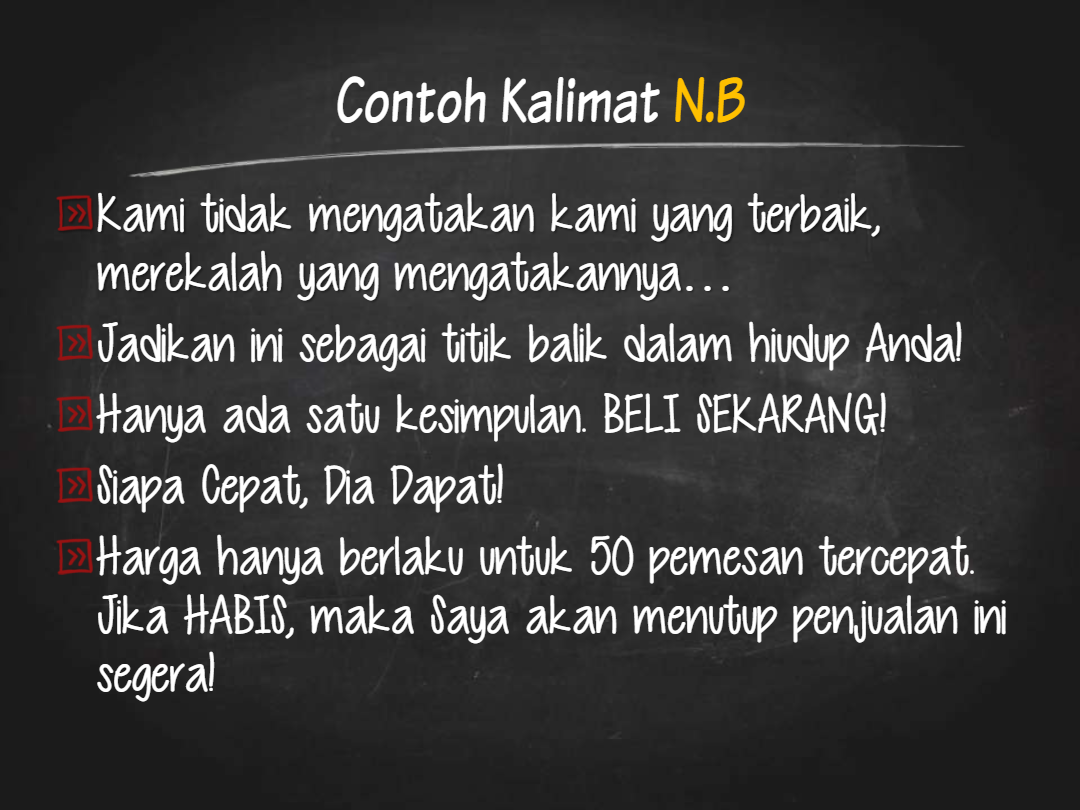 Contoh Kalimat N.B
Kami tidak mengatakan kami yang terbaik,
merekalah yang mengatakannya...
Jadikan ini sebagai titik balik dalam hiudup Anda!
Hanya ada satu kesimpulan. BELI SEKARANG!
Siapa Cepat, Dia Dapat!
Harga hanya berlaku untuk 50 pemesan tercepat.
Jika HABIS, maka Saya akan menutup penjualan ini
segera!